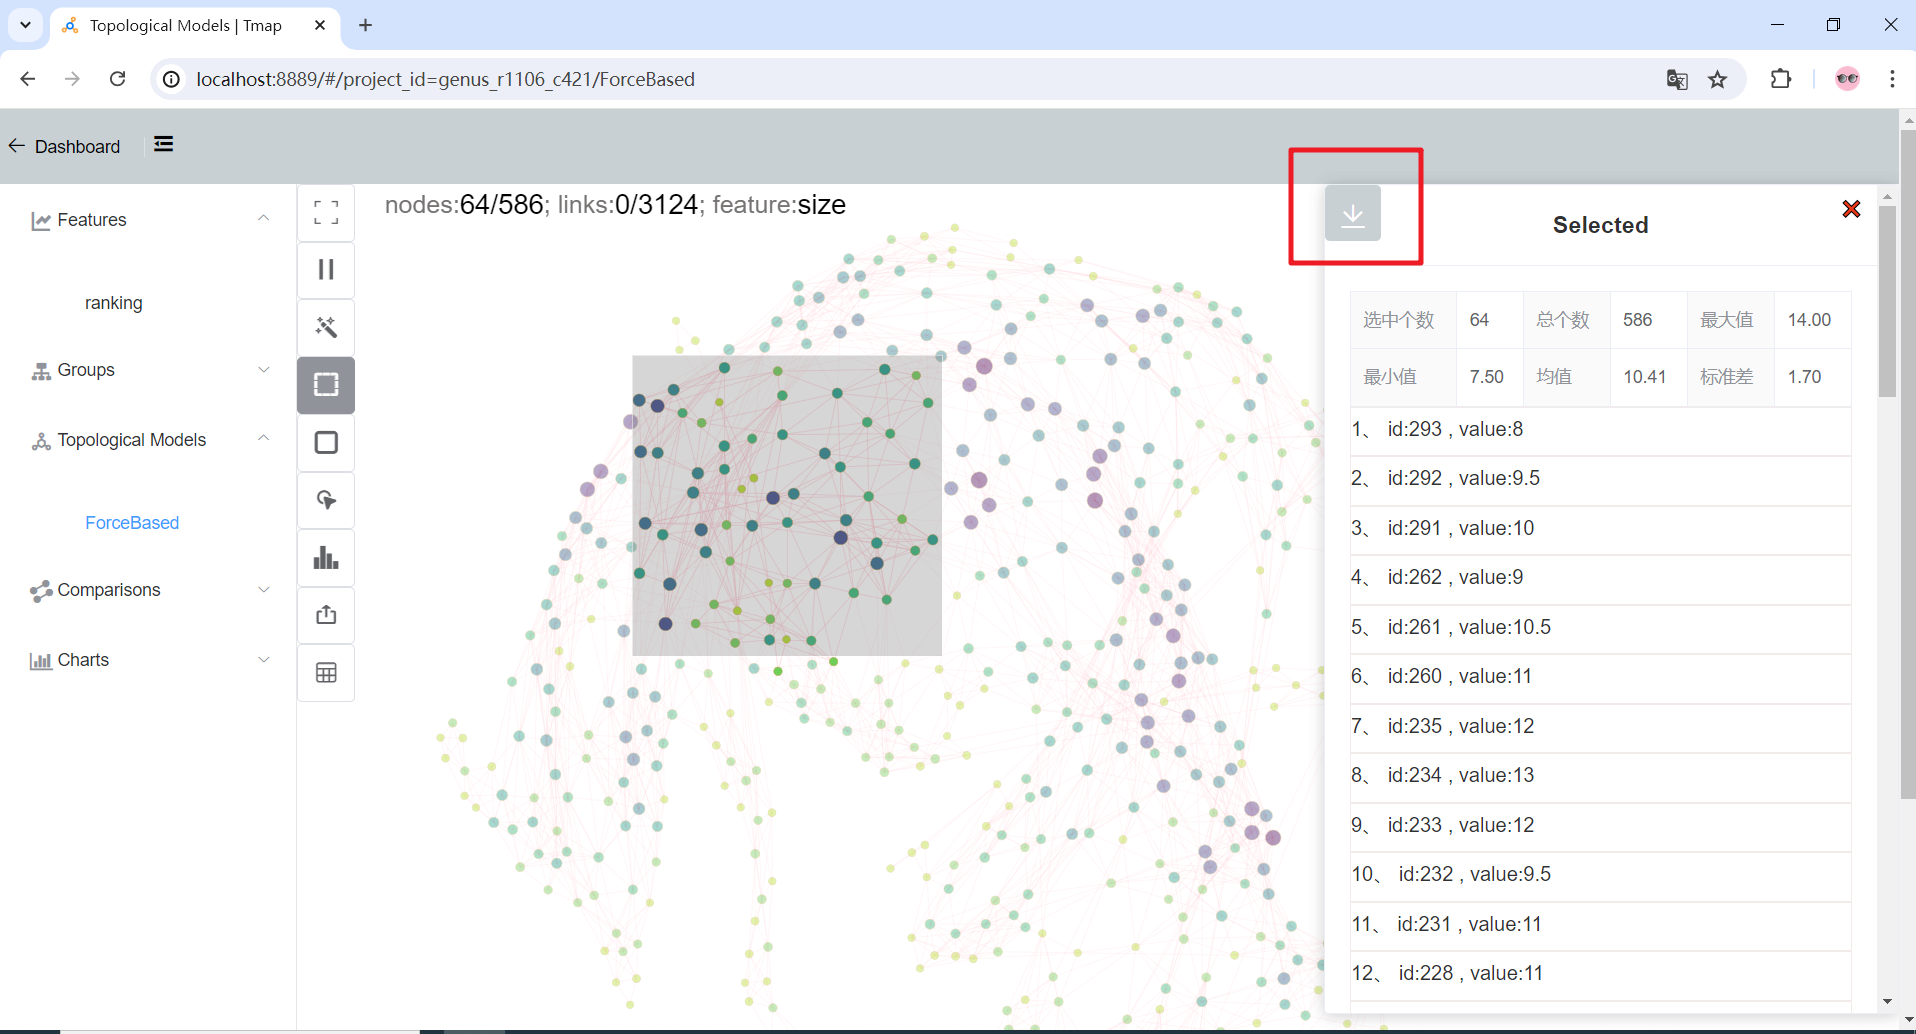 Topological Models | Tmap
localhost:8889/#/project_id=genus_r1106_c421/ForceBased
Dashboard
Features
ranking
Groups
Topological Models
ForceBased
Comparisons
Charts
nodes:64/586; links:0/3124; feature:size
Selected
选中个数 64 总个数 586 最大值 14.00
最小值 7.50 均值 10.41 标准差 1.70
1、 id:293 , value:8
2、 id:292 , value:9.5
3、 id:291 , value:10
4、 id:262 , value:9
5、 id:261 , value:10.5
6、 id:260 , value:11
7、 id:235 , value:12
8、 id:234 , value:13
9、 id:233 , value:12
10、 id:232 , value:9.5
11、 id:231 , value:11
12、 id:228 , value:11